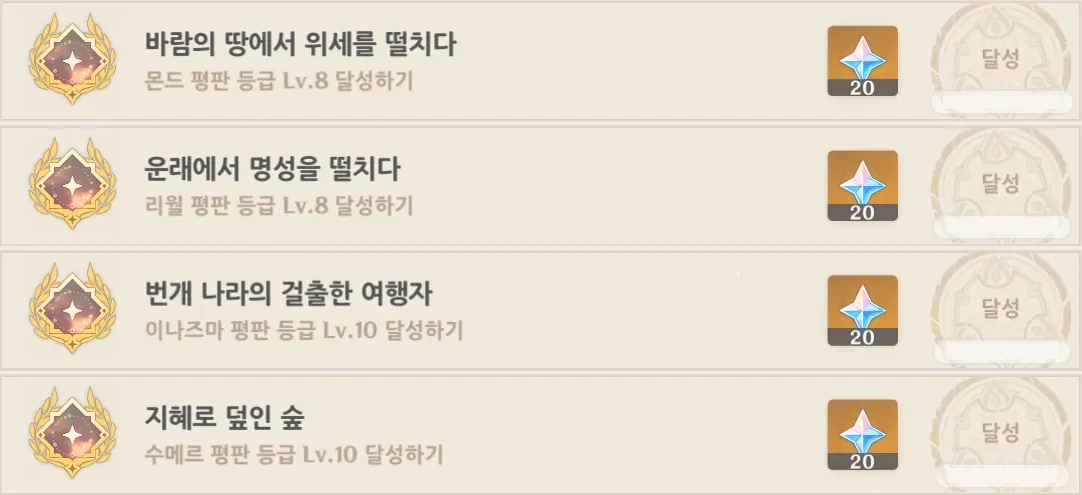 바람의 땅에서 위세를 떨치다
몬드 평판 등급 Lv.8 달성하기
20
달성
운래에서 명성을 떨치다
리월 평판 등급 Lv.8 달성하기
20
달성
번개 나라의 걸출한 여행자
이나즈마 평판 등급 Lv.10 달성하기
20
달성
지혜로 덮인 숲
수메르 평판 등급 Lv.10 달성하기
20
달성